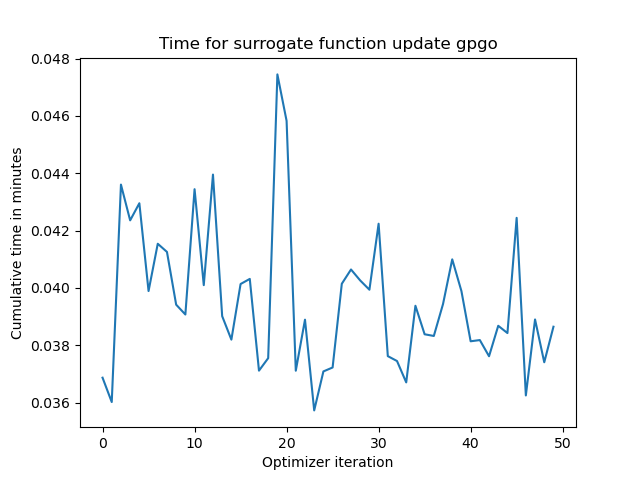 Time for surrogate function update gpgo
0.048
0.046
0.044
0.042
0.040
0.038
0.036
Cumulative time in minutes
0 10 20 30 40 50
Optimizer iteration